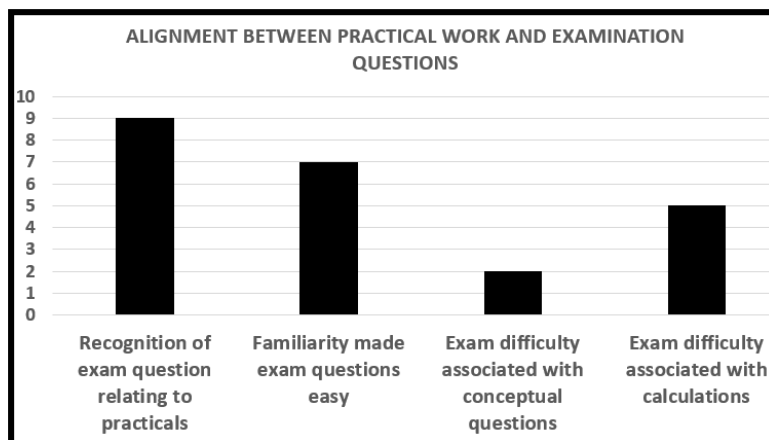 ALIGNMENT BETWEEN PRACTICAL WORK AND EXAMINATION
QUESTIONS
10
9
8
7
6
5
4
3
2
1
0
Recognition of
exam question
relating to
practicals
Familiarity made
exam questions
easy
Exam difficulty
associated with
conceptual
questions
Exam difficulty
associated with
calculations